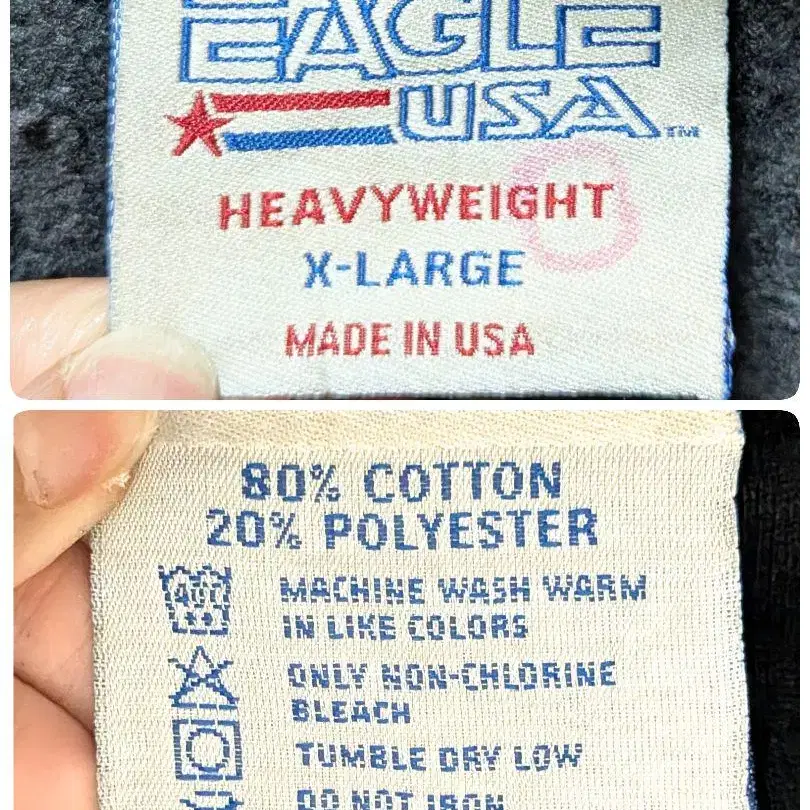 EAGLE
USA™
HEAVYWEIGHT
X-LARGE
MADE IN USA
80% COTTON
20% POLYESTER
MACHINE WASH WARM
IN LIKE COLORS
ONLY NON-CHLORINE
BLEACH
TUMBLE DRY LOW
DO NOT IRON